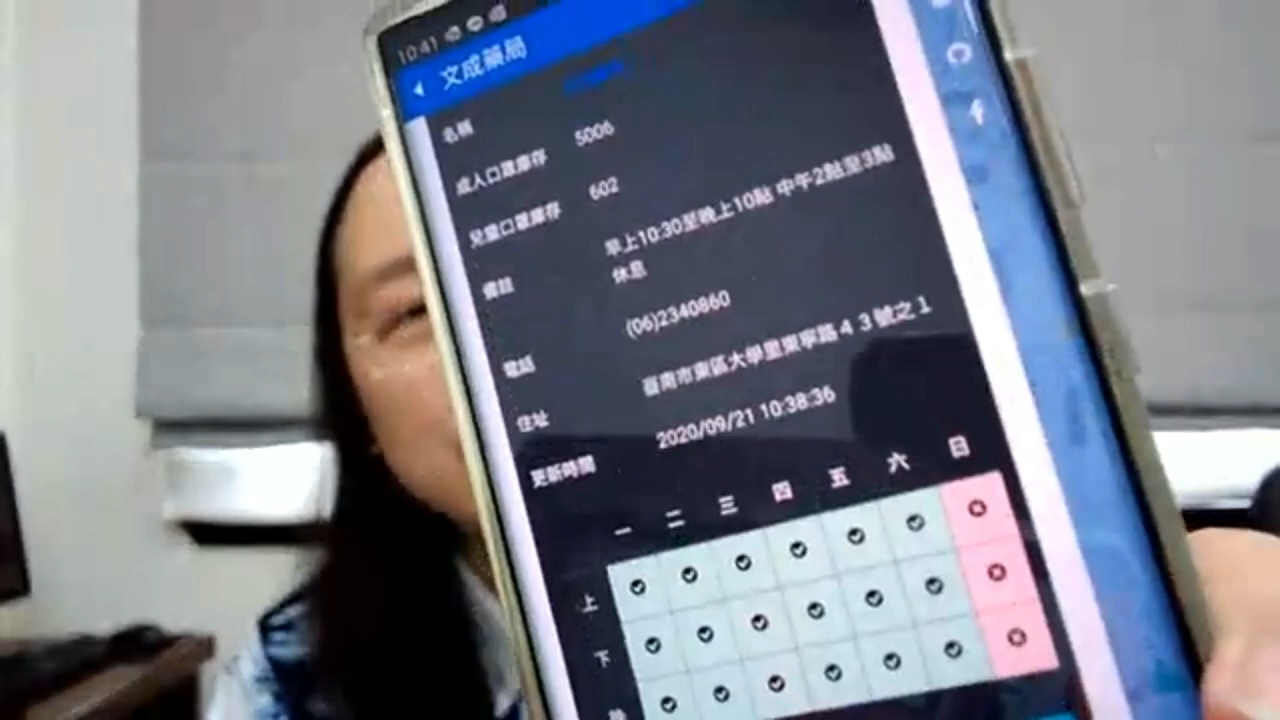 10:41
文成藥局
名稱
成人口罩庫存 5006
兒童口罩庫存 602
備註 早上10:30至晚上10點 中午2點至3點
休息
電話 (06)2340860
住址 臺南市東區大學里東寧路43號之1
更新時間 2020/09/21 10:38:36
一 二 三 四 五 六 日
上
下